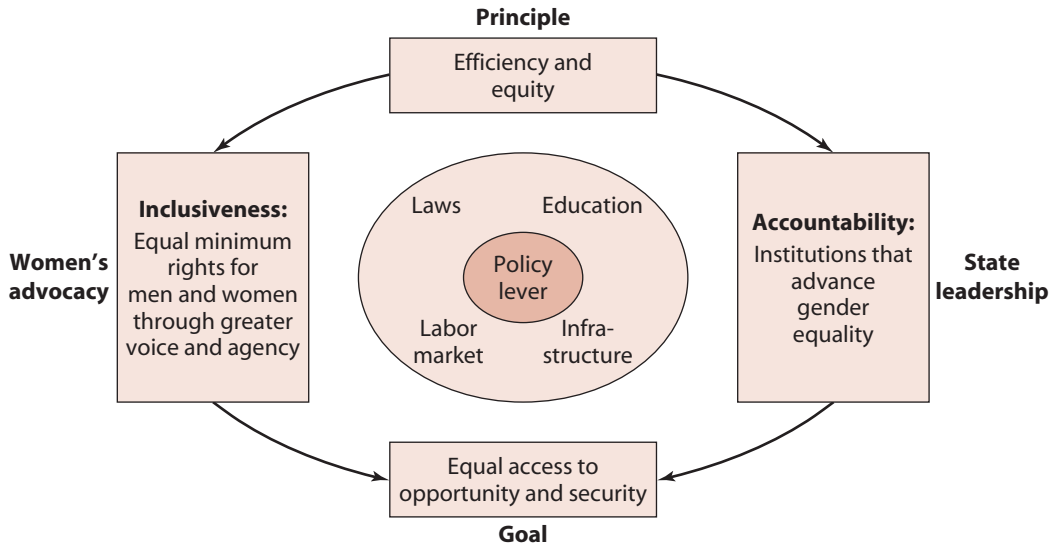 Principle
Efficiency and
equity
Women's
advocacy
Inclusiveness:
Equal minimum
rights for
men and women
through greater
voice and agency
Laws
Education
Policy
lever
Labor
market
Infra-
structure
Accountability:
Institutions that
advance
gender
equality
State
leadership
Equal access to
opportunity and security
Goal